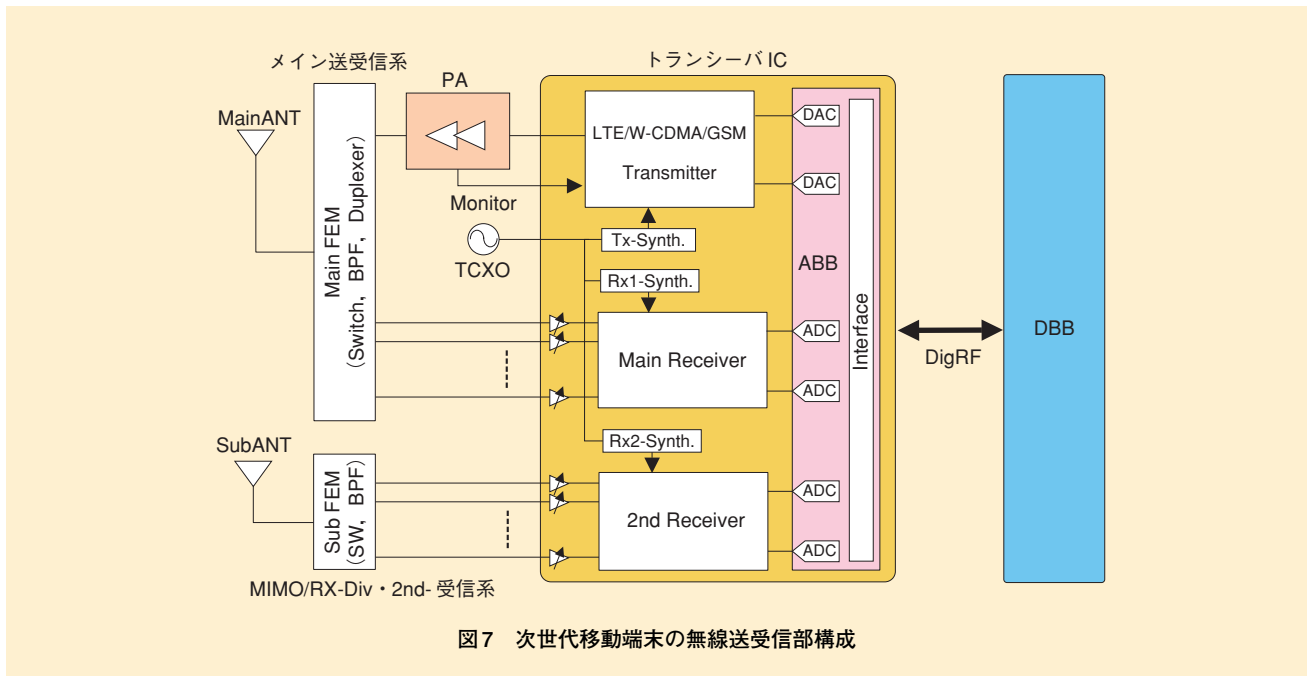 メイン送受信系
トランシーバ IC
PA
MainANT
Main FEM
(Switch, BPF, Duplexer)
LTE/W-CDMA/GSM
Transmitter
DAC
DAC
Monitor
TCXO
Tx-Synth.
Rx1-Synth.
ABB
Interface
Main Receiver
ADC
ADC
DigRF
DBB
SubANT
Sub FEM
(SW, BPF)
Rx2-Synth.
2nd Receiver
ADC
ADC
MIMO/RX-Div・2nd- 受信系
図7 次世代移動端末の無線送受信部構成